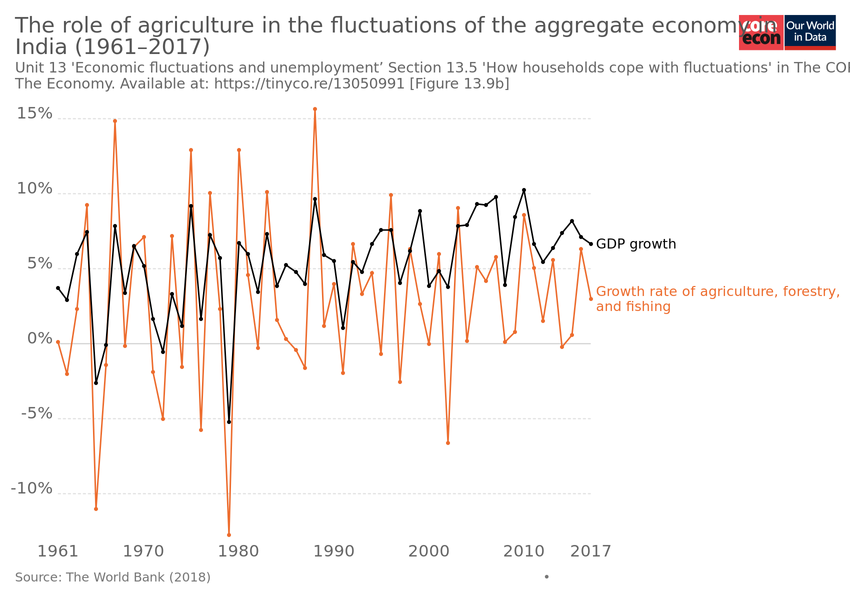 The role of agriculture in the fluctuations of the aggregate economy in
India (1961–2017)
core
econ
Our World
in Data
Unit 13 'Economic fluctuations and unemployment’ Section 13.5 'How households cope with fluctuations' in The
The Economy. Available at: https://tinyco.re/13050991 [Figure 13.9b]
15%
10%
5%
0%
-5%
-10%
GDP growth
Growth rate of agriculture, forestry,
and fishing
1961
1970
1980
1990
2000
2010
2017
Source: The World Bank (2018)